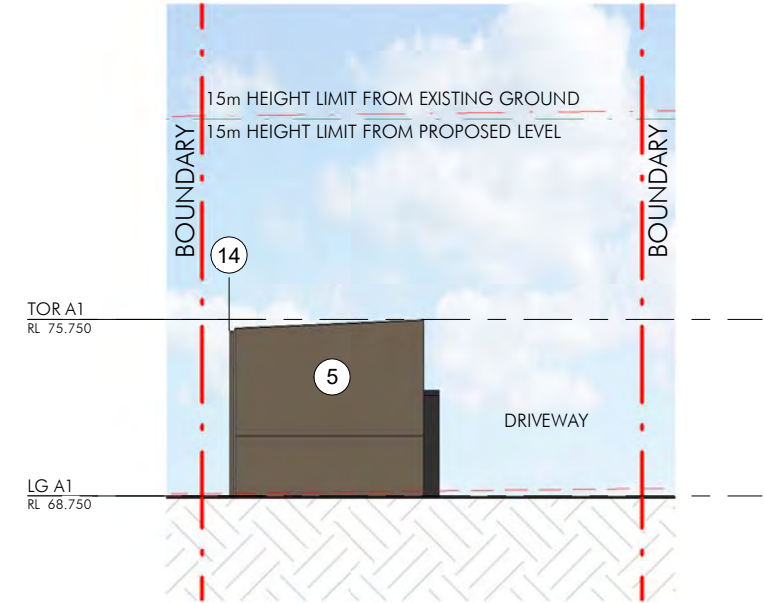 15m HEIGHT LIMIT FROM EXISTING GROUND
15m HEIGHT LIMIT FROM PROPOSED LEVEL
BOUNDARY
BOUNDARY
14
TOR A1
RL 75.750
5
DRIVEWAY
LG A1
RL 68.750